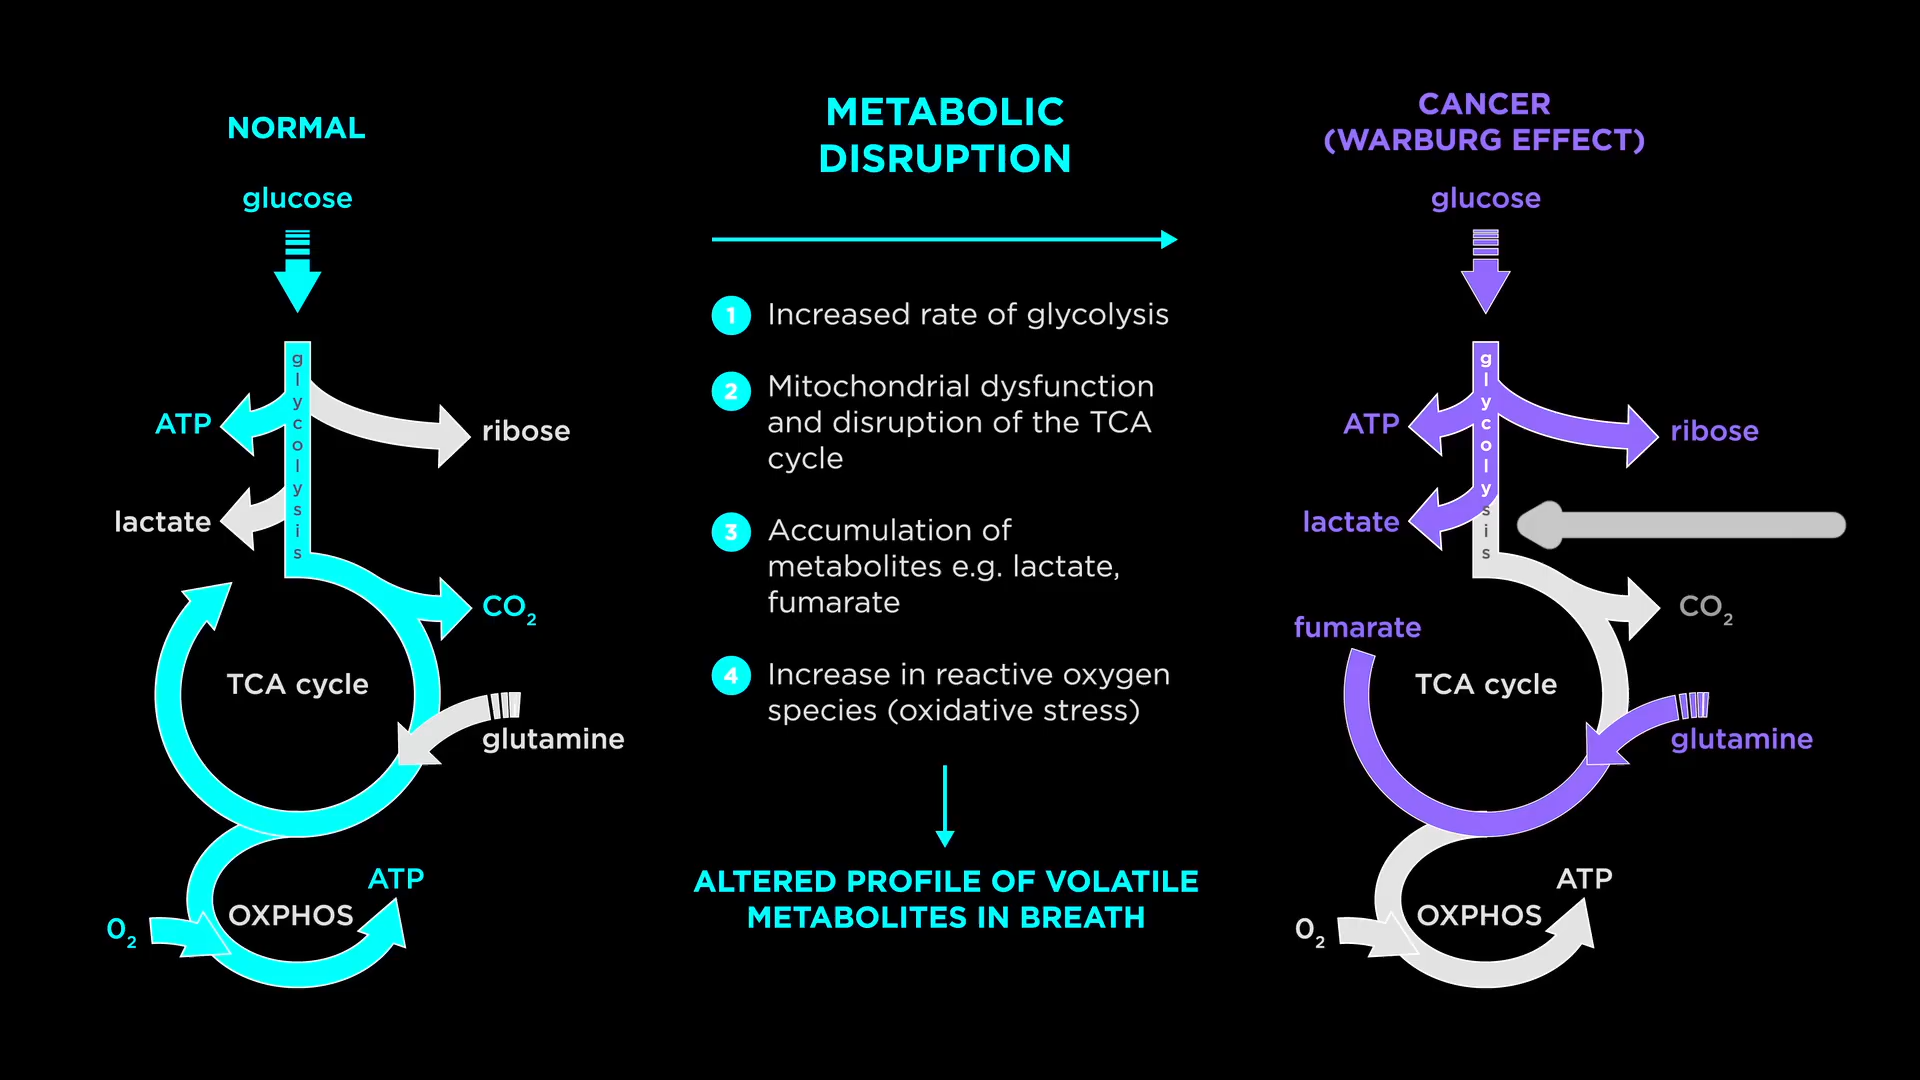 NORMAL
glucose
glycolysis
ATP
ribose
lactate
CO2
TCA cycle
glutamine
ATP
OXPHOS
O2
METABOLIC
DISRUPTION
1 Increased rate of glycolysis
2 Mitochondrial dysfunction
and disruption of the TCA
cycle
3 Accumulation of
metabolites e.g. lactate,
fumarate
4 Increase in reactive oxygen
species (oxidative stress)
ALTERED PROFILE OF VOLATILE
METABOLITES IN BREATH
CANCER
(WARBURG EFFECT)
glucose
glycolysis
ATP
ribose
lactate
CO2
fumarate
TCA cycle
glutamine
ATP
OXPHOS
O2